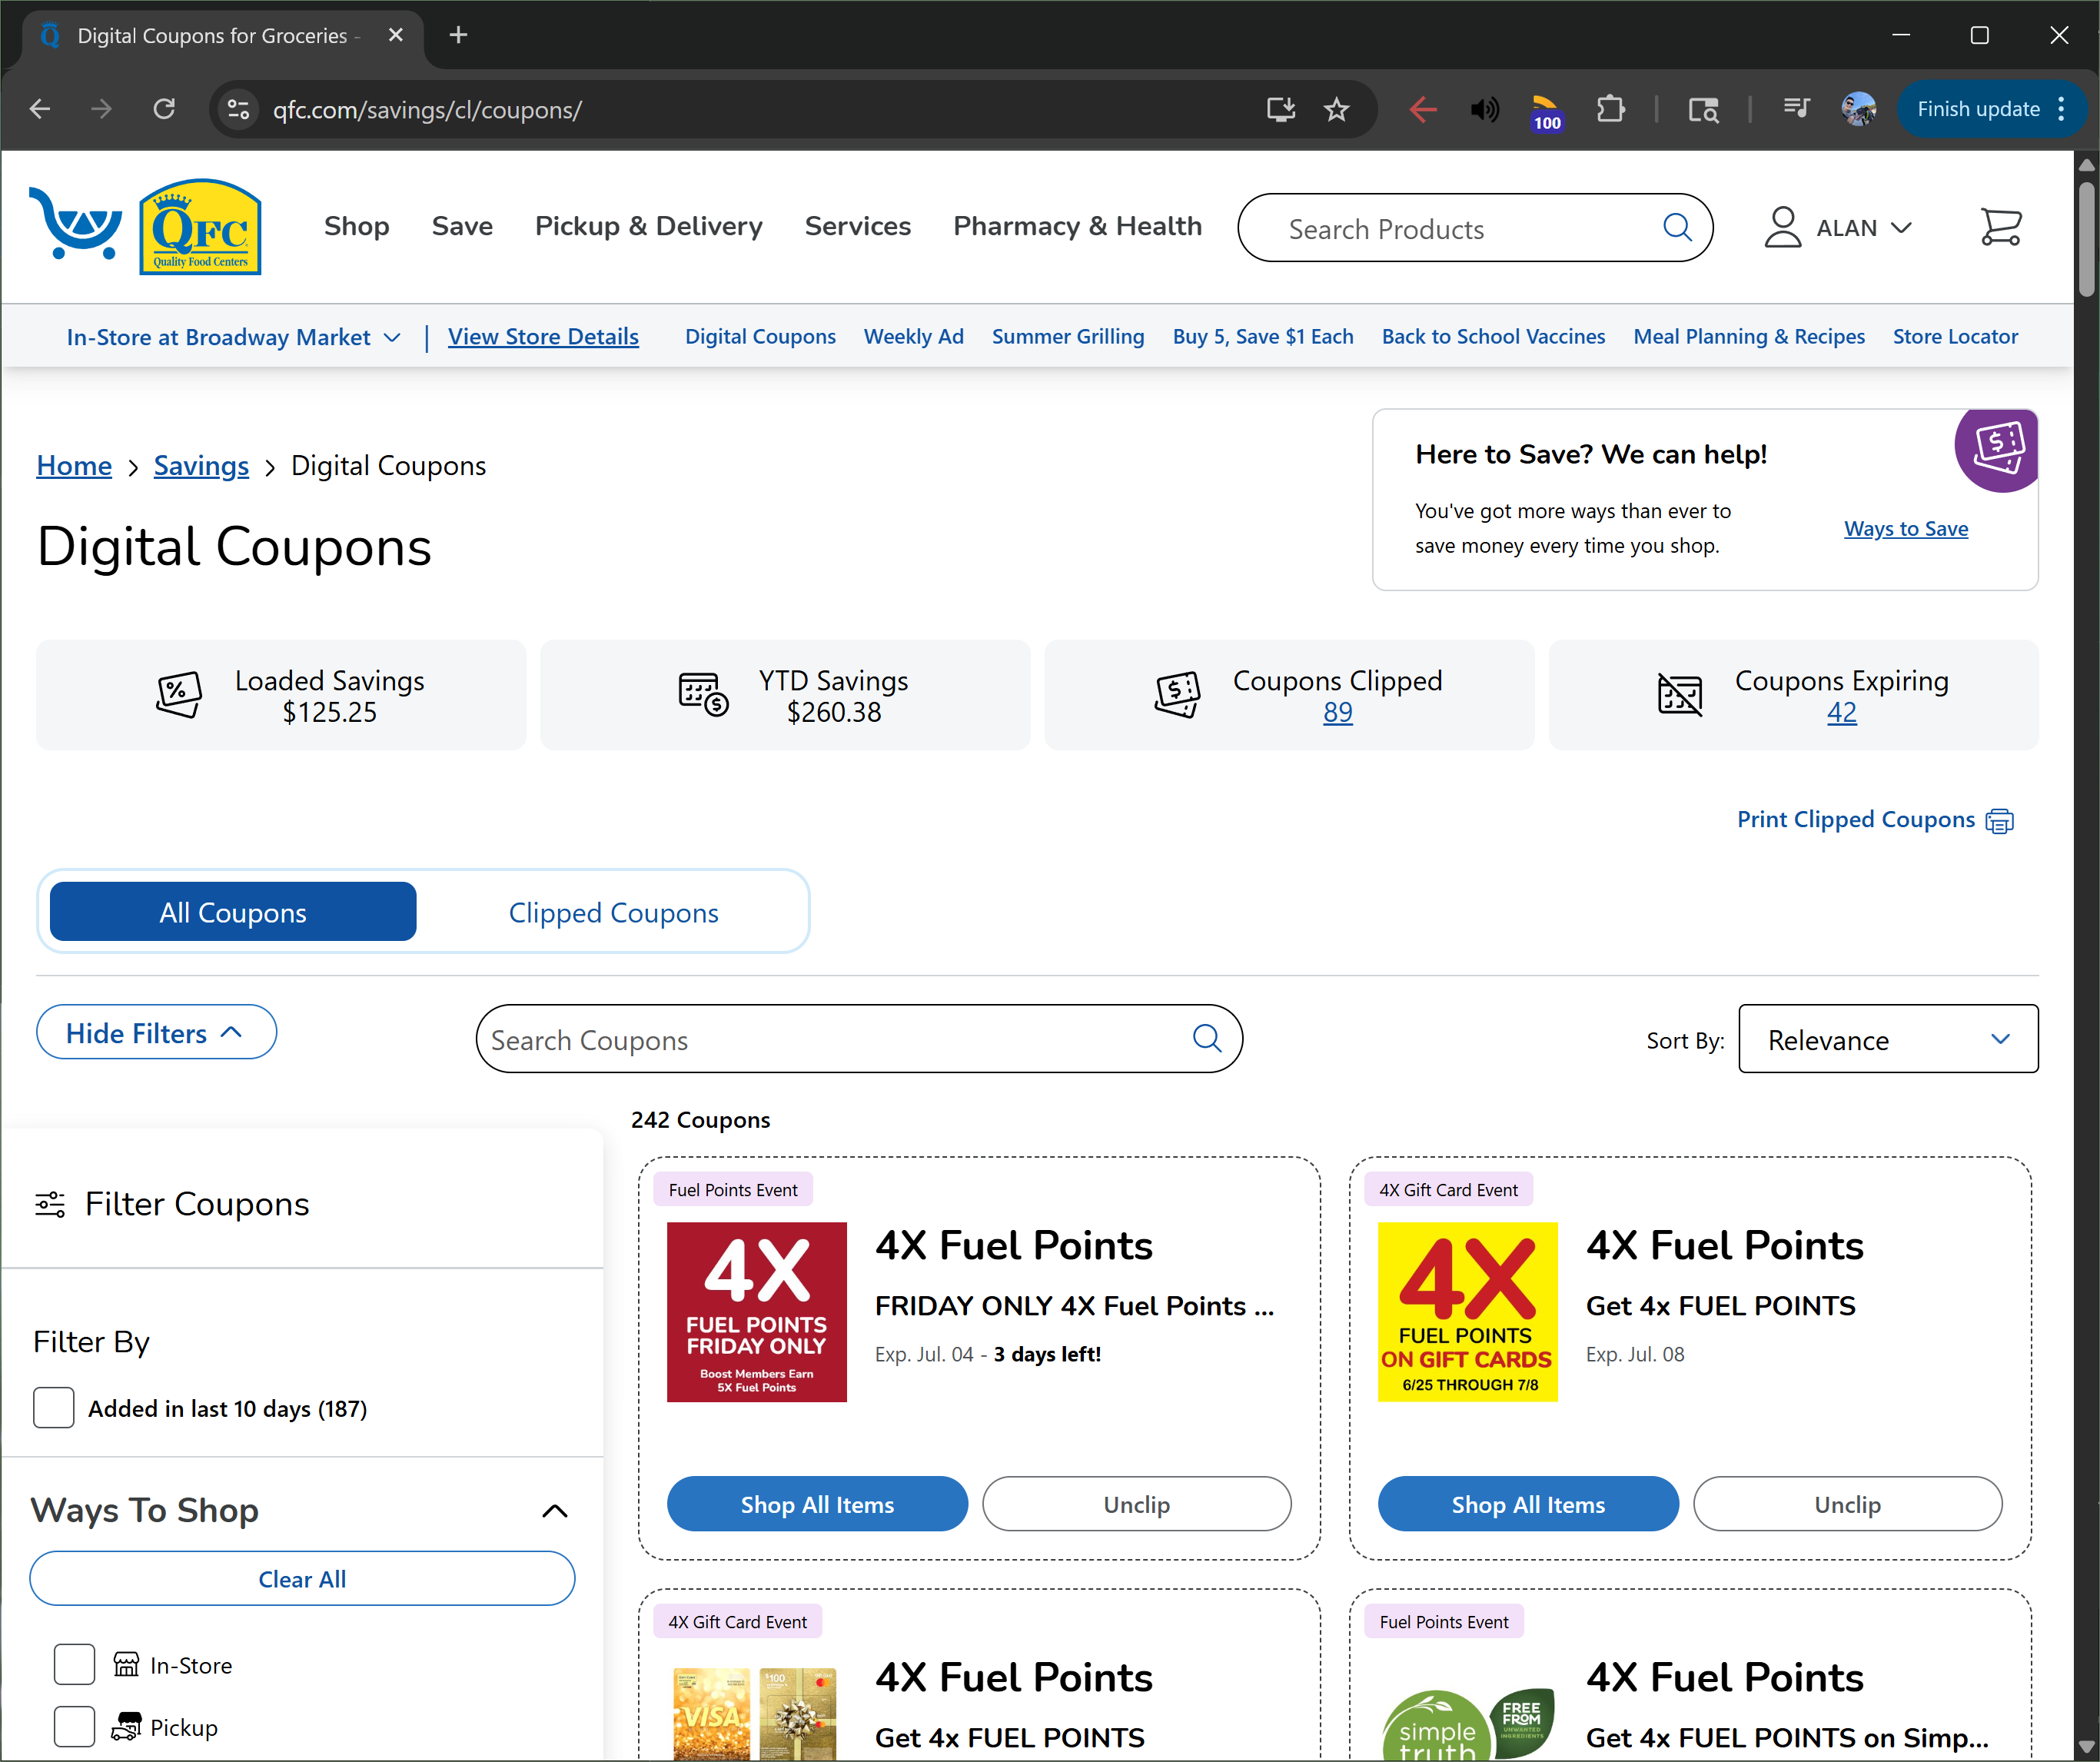 Digital Coupons for Groceries -
qfc.com/savings/cl/coupons/
100
Finish update
QFC
Quality Food Centers
Shop
Save
Pickup & Delivery
Services
Pharmacy & Health
Search Products
ALAN
In-Store at Broadway Market
View Store Details
Digital Coupons
Weekly Ad
Summer Grilling
Buy 5, Save $1 Each
Back to School Vaccines
Meal Planning & Recipes
Store Locator
Home > Savings > Digital Coupons
Here to Save? We can help!
You've got more ways than ever to
save money every time you shop.
Ways to Save
Digital Coupons
Loaded Savings
$125.25
YTD Savings
$260.38
Coupons Clipped
89
Coupons Expiring
42
Print Clipped Coupons
All Coupons
Clipped Coupons
Hide Filters
Search Coupons
Sort By:
Relevance
242 Coupons
Filter Coupons
Filter By
Added in last 10 days (187)
Ways To Shop
Clear All
In-Store
Pickup
Fuel Points Event
4X
FUEL POINTS
FRIDAY ONLY
Boost Members Earn
5X Fuel Points
4X Fuel Points
FRIDAY ONLY 4X Fuel Points ...
Exp. Jul. 04 - 3 days left!
Shop All Items
Unclip
4X Gift Card Event
4X
FUEL POINTS
ON GIFT CARDS
6/25 THROUGH 7/8
4X Fuel Points
Get 4x FUEL POINTS
Exp. Jul. 08
Shop All Items
Unclip
4X Gift Card Event
VISA
$100
4X Fuel Points
Get 4x FUEL POINTS
Fuel Points Event
simple
truth
FREE
FROM
UNWANTED
INGREDIENTS
4X Fuel Points
Get 4x FUEL POINTS on Simp...